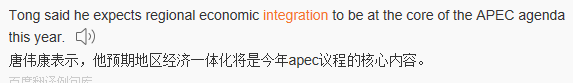 Tong said he expects regional economic integration to be at the core of the APEC agenda
this year.
唐伟康表示，他预期地区经济一体化将是今年apec议程的核心内容。